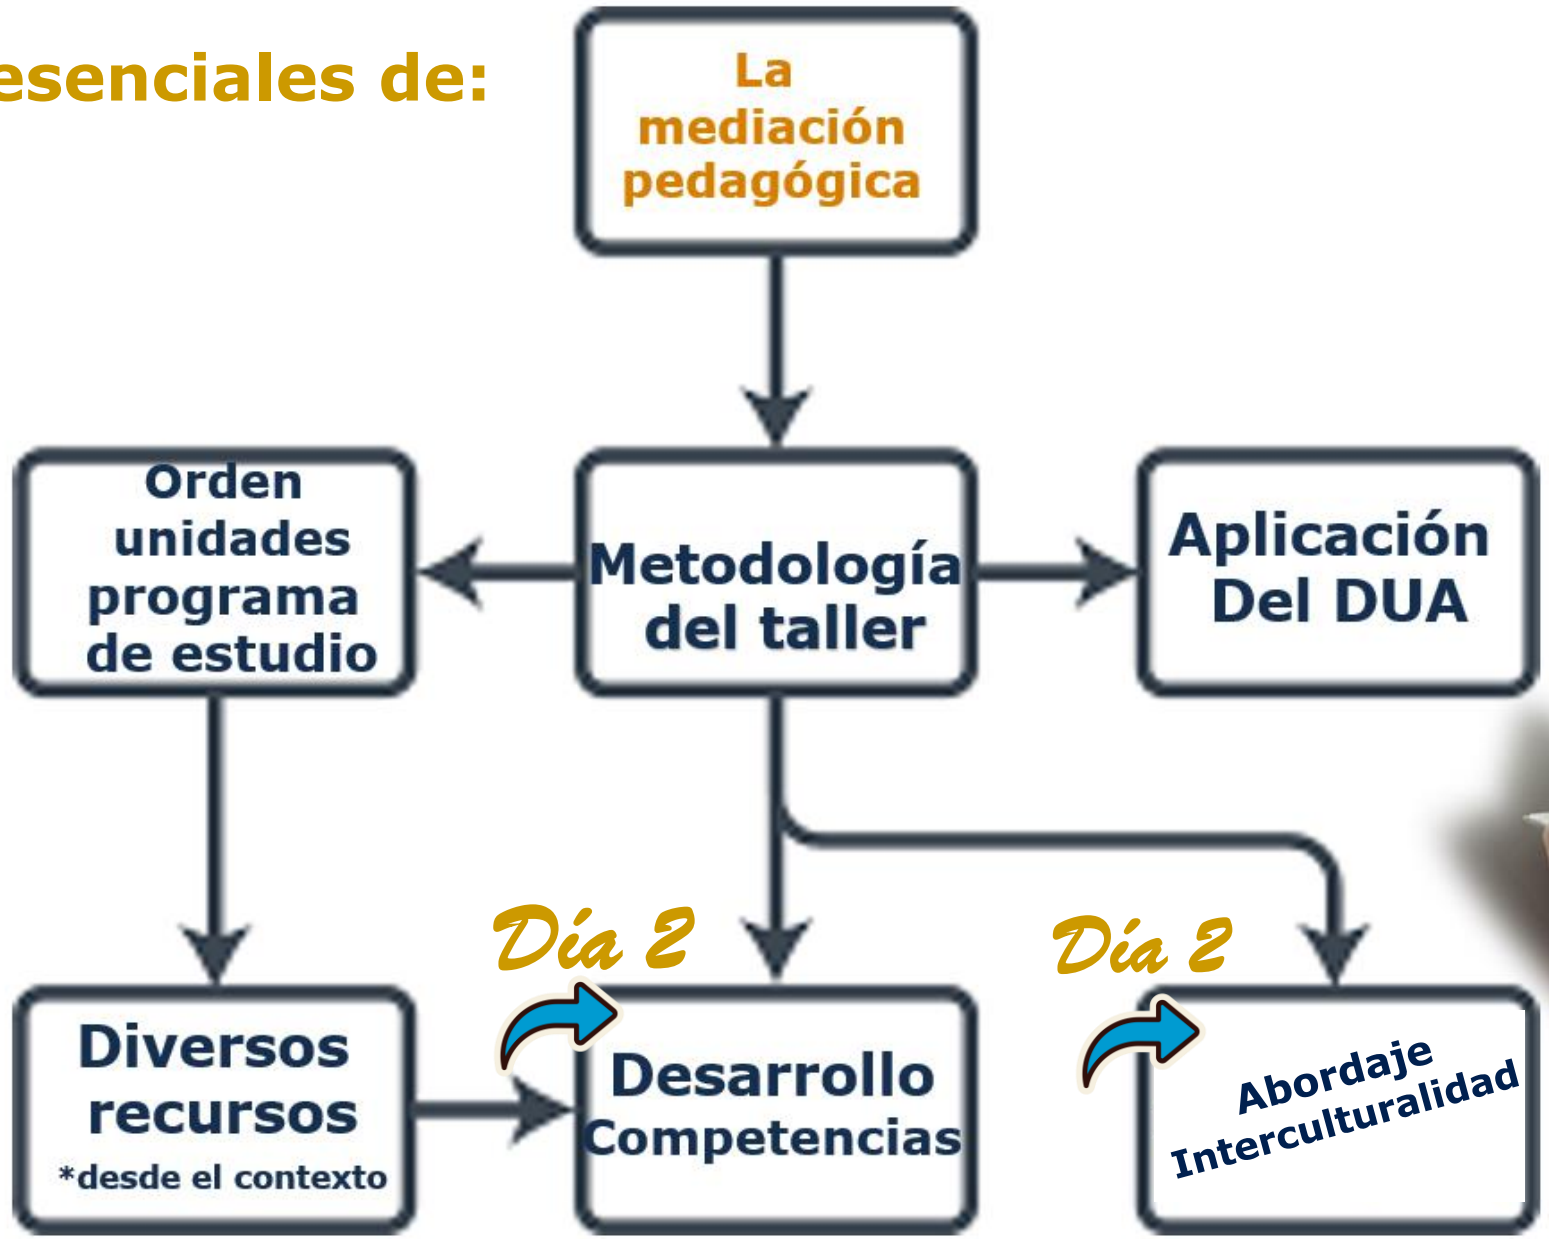 esenciales de:
La
mediación
pedagógica
Orden
unidades
programa
de estudio
Metodología
del taller
Aplicación
Del DUA
Día 2
Día 2
Diversos
recursos
*desde el contexto
Desarrollo
Competencias
Abordaje
Interculturalidad